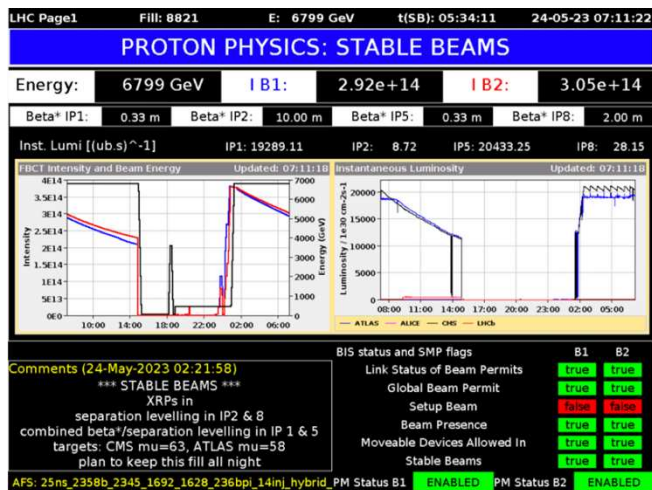 LHC Page1 Fill: 8821 E: 6799 GeV t(SB): 05:34:11 24-05-23 07:11:22
PROTON PHYSICS: STABLE BEAMS
Energy: 6799 GeV I B1: 2.92e+14 I B2: 3.05e+14
Beta* IP1: 0.33 m Beta* IP2: 10.00 m Beta* IP5: 0.33 m Beta* IP8: 2.00 m
Inst. Lumi [(ub.s)^-1] IP1: 19289.11 IP2: 8.72 IP5: 20433.25 IP8: 28.15
FBCT Intensity and Beam Energy Updated: 07:11:18
4E14
3.5E14
3E14
2.5E14
2E14
1.5E14
1E14
5E13
0E0
Intensity
7000
6000
5000
4000
3000
2000
1000
0
Energy (GeV)
10:00 14:00 18:00 22:00 02:00 06:00
Instantaneous Luminosity Updated: 07:11:18
20000
15000
10000
5000
0
Luminosity / 1e30 cm-2s-1
08:00 11:00 14:00 17:00 20:00 23:00 02:00 05:00
ATLAS ALICE CMS LHCb
Comments (24-May-2023 02:21:58)
*** STABLE BEAMS ***
XRPs in
separation levelling in IP2 & 8
combined beta*/separation levelling in IP 1 & 5
targets: CMS mu=63, ATLAS mu=58
plan to keep this fill all night
BIS status and SMP flags B1 B2
Link Status of Beam Permits true true
Global Beam Permit true true
Setup Beam false false
Beam Presence true true
Moveable Devices Allowed In true true
Stable Beams true true
AFS: 25ns_2358b_2345_1692_1628_236bpi_14inj_hybrid_ PM Status B1 ENABLED PM Status B2 ENABLED